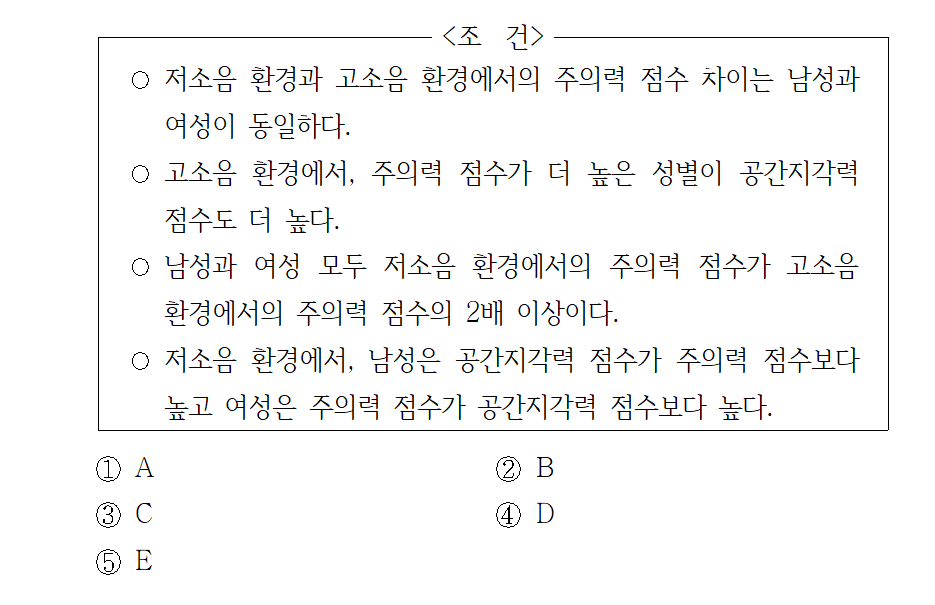 <조 건>
○ 저소음 환경과 고소음 환경에서의 주의력 점수 차이는 남성과
여성이 동일하다.
○ 고소음 환경에서, 주의력 점수가 더 높은 성별이 공간지각력
점수도 더 높다.
○ 남성과 여성 모두 저소음 환경에서의 주의력 점수가 고소음
환경에서의 주의력 점수의 2배 이상이다.
○ 저소음 환경에서, 남성은 공간지각력 점수가 주의력 점수보다
높고 여성은 주의력 점수가 공간지각력 점수보다 높다.
① A ② B
③ C ④ D
⑤ E